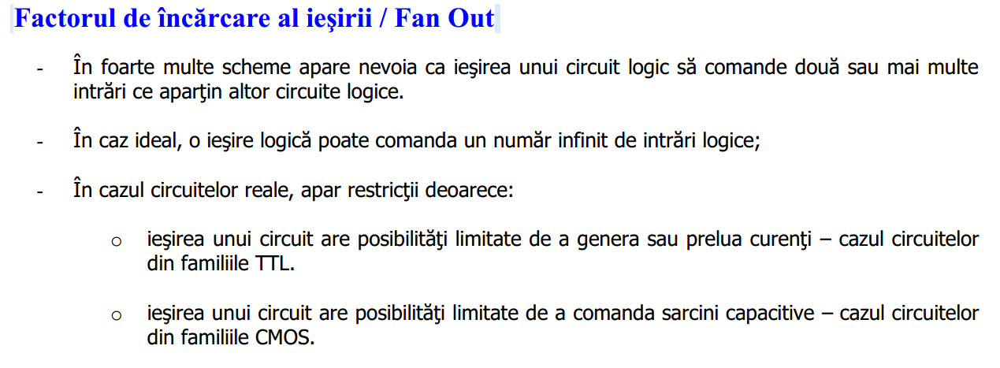 Factorul de încărcare al ieşirii / Fan Out
- În foarte multe scheme apare nevoia ca ieşirea unui circuit logic să comande două sau mai multe
intrări ce aparţin altor circuite logice.
- În caz ideal, o ieşire logică poate comanda un număr infinit de intrări logice;
- În cazul circuitelor reale, apar restricţii deoarece:
o ieşirea unui circuit are posibilităţi limitate de a genera sau prelua curenţi – cazul circuitelor
din familiile TTL.
o ieşirea unui circuit are posibilităţi limitate de a comanda sarcini capacitive – cazul circuitelor
din familiile CMOS.